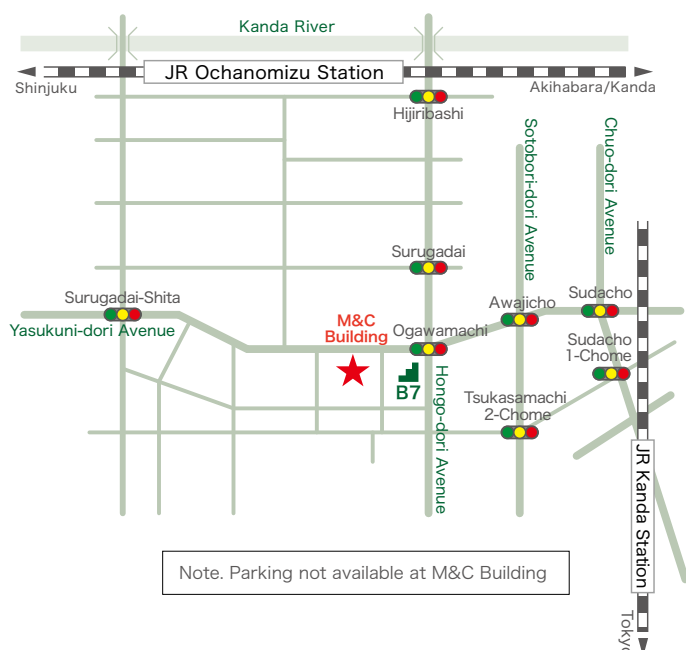 Kanda River
JR Ochanomizu Station
Shinjuku
Akihabara/Kanda
Hijiribashi
Sotobori-dori Avenue
Chuo-dori Avenue
Surugadai
Surugadai-Shita
Yasukuni-dori Avenue
M&C
Building
Ogawamachi
Awajicho
Sudacho
Sudacho
1-Chome
B7
Hongo-dori Avenue
Tsukasamachi
2-Chome
JR Kanda Station
Note. Parking not available at M&C Building
Tokyo